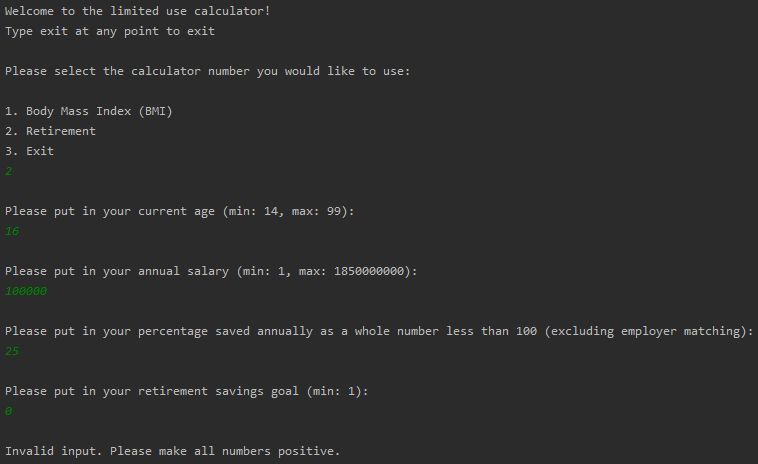 Welcome to the limited use calculator!
Type exit at any point to exit
Please select the calculator number you would like to use:
1. Body Mass Index (BMI)
2. Retirement
3. Exit
2
Please put in your current age (min: 14, max: 99):
16
Please put in your annual salary (min: 1, max: 1850000000):
100000
Please put in your percentage saved annually as a whole number less than 100 (excluding employer matching):
25
Please put in your retirement savings goal (min: 1):
0
Invalid input. Please make all numbers positive.